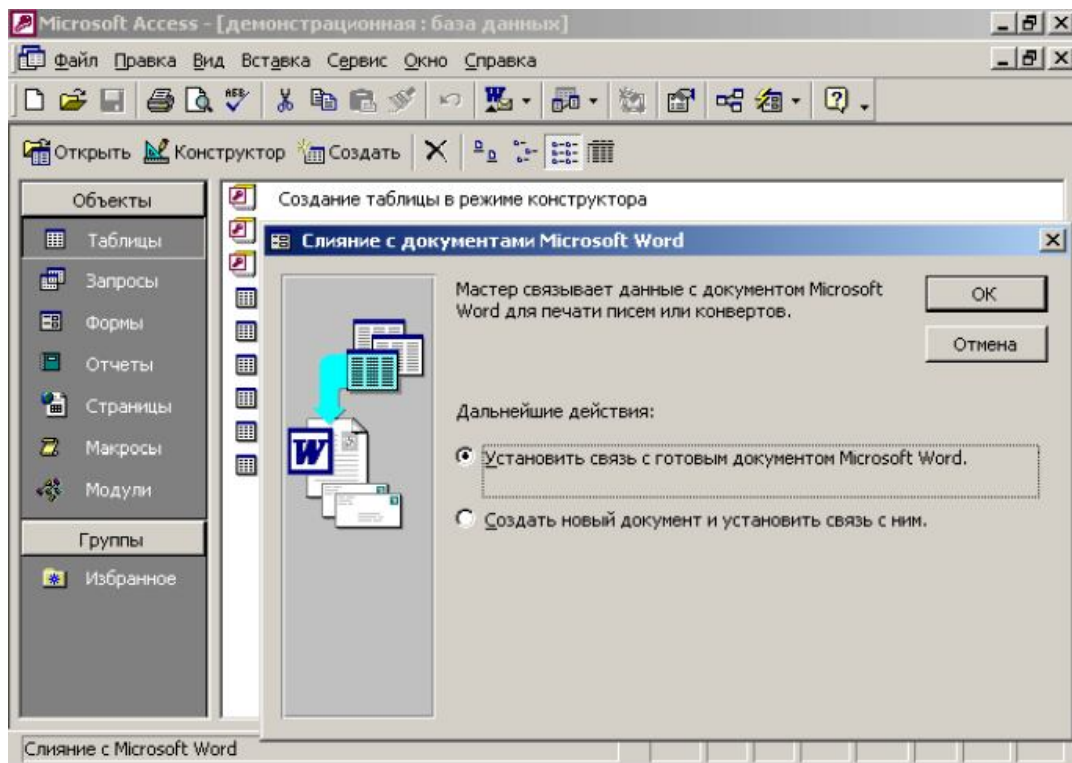 Microsoft Access - [демонстрационная : база данных]
Файл Правка Вид Вставка Сервис Окно Справка
Открыть Конструктор Создать
Объекты
Таблицы
Запросы
Формы
Отчеты
Страницы
Макросы
Модули
Группы
Избранное
Создание таблицы в режиме конструктора
Слияние с документами Microsoft Word
Мастер связывает данные с документом Microsoft
Word для печати писем или конвертов.
OK
Отмена
Дальнейшие действия:
Установить связь с готовым документом Microsoft Word.
Создать новый документ и установить связь с ним.
Слияние с Microsoft Word